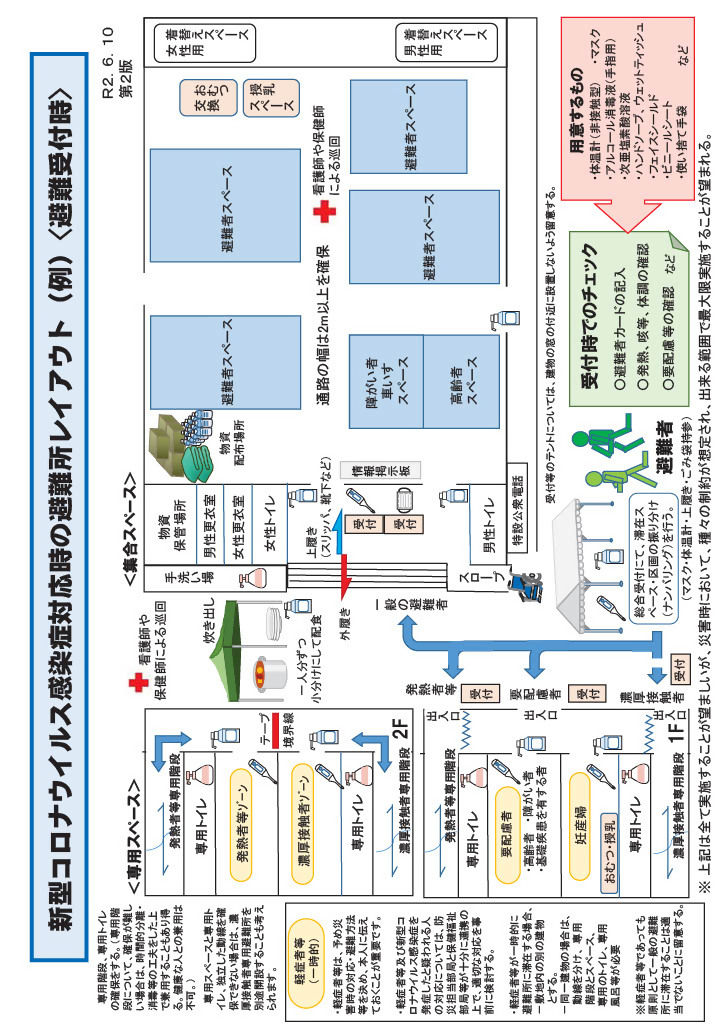 新型コロナウイルス感染症対応時の避難所レイアウト（例）〈避難受付時〉
R2. 6. 10
第2版
＜専用スペース＞
専用階段、専用トイレ
の確保をする。（専用階
段について、確保が難し
い場合は、時間的分離・
消毒等の工夫をした上
で兼用することもあり得
る。健康な人との兼用は
不可。）
専用スペースと専用ト
イレ、独立した動線を確
保できない場合は、濃
厚接触者専用避難所を
別途開設することも考え
られます 。
軽症者等
（一時的）
・軽症者等は、予め災
害時の対応・避難方法
等を決め、本人に伝え
ておくことが重要です。
・軽症者等及び新型コ
ロナウイルス感染症を
発症したと疑われる人
の対応については、防
災担当部局と保健福祉
部局等が十分に連携の
上で、適切な対応を事
前に検討する。
・軽症者等が一時的に
避難所に滞在する場合、
－敷地内の別の建物
とする。
－同一建物の場合は、
動線を分け、専用
階段とスペース、
専用のトイレ、専用
風呂等が必要
※軽症者等であっても
原則として一般の避難
所に滞在することは適
当でないことに留意する。
発熱者等専用階段
専用トイレ
発熱者等ゾーン
濃厚接触者ゾーン
専用トイレ
濃厚接触者専用階段
テープ
境界線
2F
発熱者等専用階段
専用トイレ
要配慮者
・高齢者 ・障がい者
・基礎疾患を有する者
妊産婦
おむつ・授乳
専用トイレ
濃厚接触者専用階段
出入口
出入口
出入口
1F
看護師や
保健師による巡回
炊き出し
一人分ずつ
小分けにして配食
発熱者等
受付
要配慮者
受付
濃厚接触者
受付
一般の避難者
＜集合スペース＞
手洗い場
物資
保管場所
男性更衣室
女性更衣室
女性トイレ
上履き
（スリッパ、靴下など）
外履き
受付
受付
情報掲示板
男性トイレ
スロープ
特設公衆電話
物資
配布場所
避難者スペース
避難者スペース
通路の幅は2m以上を確保
障がい者
車いす
スペース
高齢者
スペース
避難者スペース
避難者スペース
看護師や保健師
による巡回
おむつ
交換
授乳
スペース
女性用
着替えスペース
男性用
着替えスペース
受付等のテントについては、建物の窓の付近に設置しないよう留意する。
総合受付にて、滞在ス
ペース・区画の振り分け
（ナンバリング）を行う。
避難者
（マスク・体温計・上履き・ごみ袋持参）
受付時でのチェック
○避難者カードの記入
○発熱、咳等、体調の確認
○要配慮者等の確認 など
用意するもの
・体温計（非接触型） ・マスク
・アルコール消毒液（手指用）
・次亜塩素酸溶液
・ハンドソープ、ウェットティッシュ
・フェイスシールド
・ビニールシート
・使い捨て手袋 など
※ 上記は全て実施することが望ましいが、災害時において、種々の制約が想定され、出来る範囲で最大限実施することが望まれる。